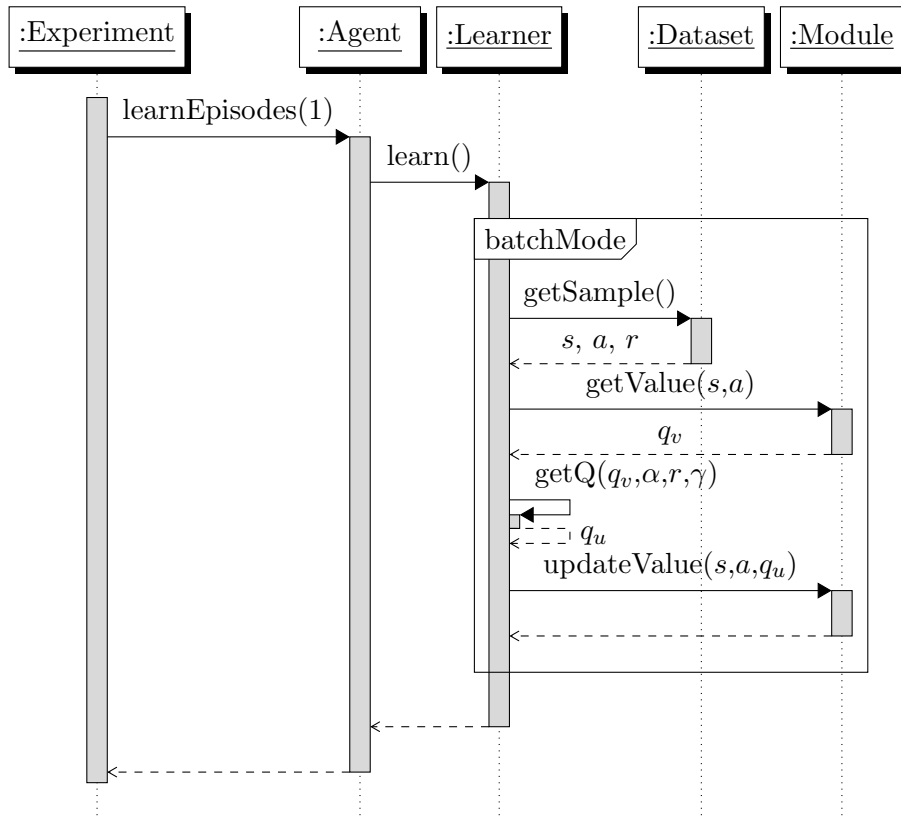 :Experiment :Agent :Learner :Dataset :Module
learnEpisodes(1)
learn()
batchMode
getSample()
s, a, r
getValue(s,a)
q_v
getQ(q_v,α,r,γ)
q_u
updateValue(s,a,q_u)